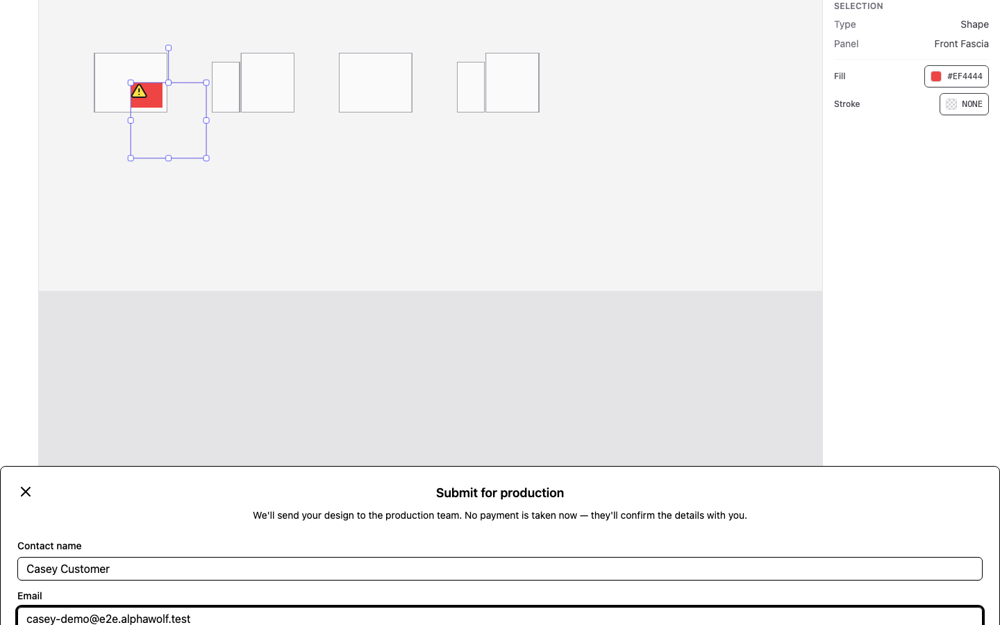 SELECTION
Type Shape
Panel Front Fascia
Fill #EF4444
Stroke NONE
Submit for production
We'll send your design to the production team. No payment is taken now — they'll confirm the details with you.
Contact name
Casey Customer
Email
casey-demo@e2e.alphawolf.test